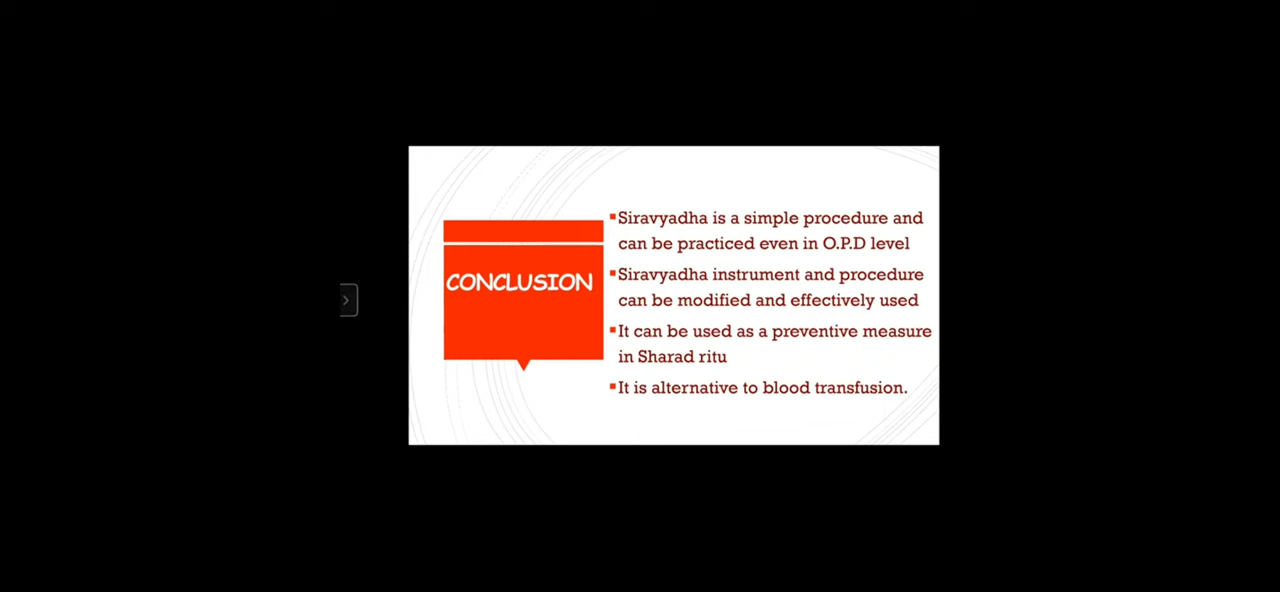 CONCLUSION
Siravyadha is a simple procedure and
can be practiced even in O.P.D level
Siravyadha instrument and procedure
can be modified and effectively used
It can be used as a preventive measure
in Sharad ritu
It is alternative to blood transfusion.